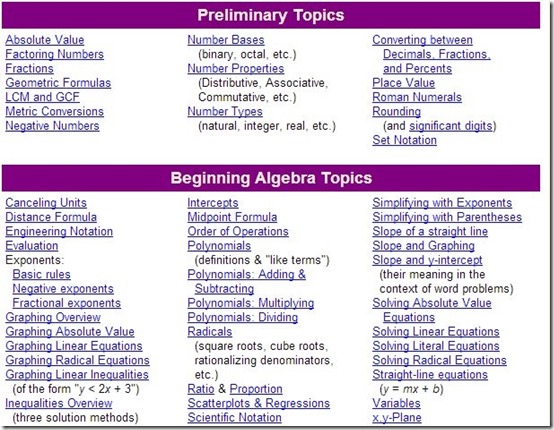 Preliminary Topics
Absolute Value
Factoring Numbers
Fractions
Geometric Formulas
LCM and GCF
Metric Conversions
Negative Numbers
Number Bases
(binary, octal, etc.)
Number Properties
(Distributive, Associative,
Commutative, etc.)
Number Types
(natural, integer, real, etc.)
Converting between
Decimals, Fractions,
and Percents
Place Value
Roman Numerals
Rounding
(and significant digits)
Set Notation
Beginning Algebra Topics
Canceling Units
Distance Formula
Engineering Notation
Evaluation
Exponents:
Basic rules
Negative exponents
Fractional exponents
Graphing Overview
Graphing Absolute Value
Graphing Linear Equations
Graphing Radical Equations
Graphing Linear Inequalities
(of the form "y < 2x + 3")
Inequalities Overview
(three solution methods)
Intercepts
Midpoint Formula
Order of Operations
Polynomials
(definitions & "like terms")
Polynomials: Adding &
Subtracting
Polynomials: Multiplying
Polynomials: Dividing
Radicals
(square roots, cube roots,
rationalizing denominators,
etc.)
Ratio & Proportion
Scatterplots & Regressions
Scientific Notation
Simplifying with Exponents
Simplifying with Parentheses
Slope of a straight line
Slope and Graphing
Slope and y-intercept
(their meaning in the
context of word problems)
Solving Absolute Value
Equations
Solving Linear Equations
Solving Literal Equations
Solving Radical Equations
Straight-line equations
(y = mx + b)
Variables
x,y-Plane